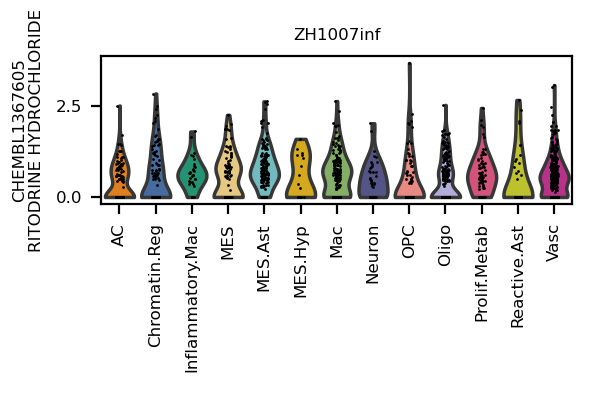 ZH1007inf
CHEMBL1367605
RITODRINE HYDROCHLORIDE
2.5
0.0
AC
Chromatin.Reg
Inflammatory.Mac
MES
MES.Ast
MES.Hyp
Mac
Neuron
OPC
Oligo
Prolif.Metab
Reactive.Ast
Vasc